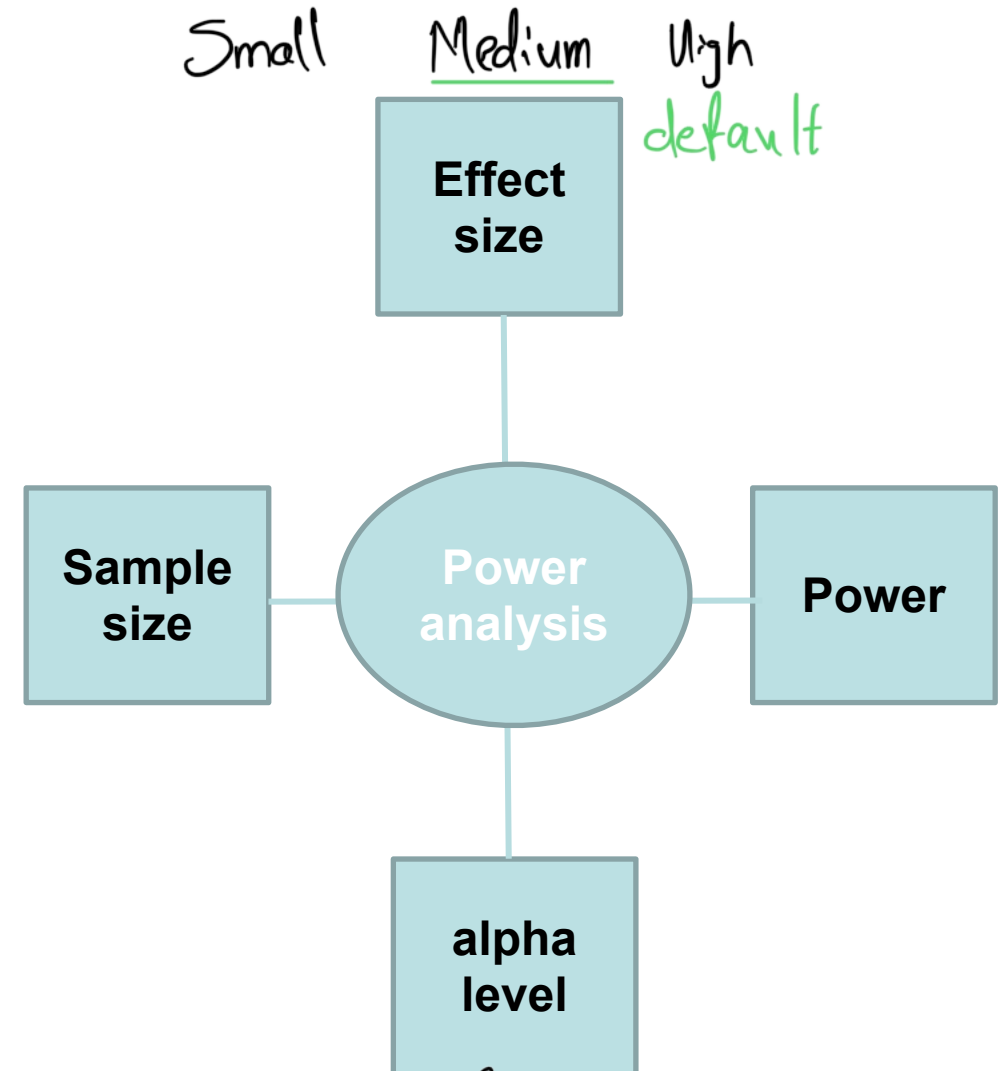 Small Medium High
default
Effect
size
Sample
size
Power
analysis
Power
alpha
level